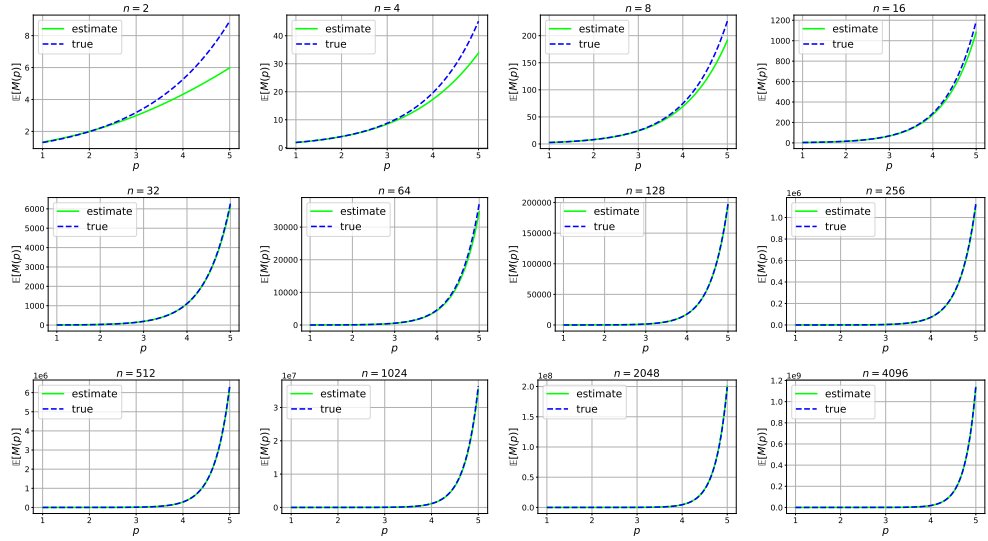 n = 2
estimate
true
8
6
4
2
1
2
3
4
5
𝔼[M(p)]
p
n = 4
estimate
true
40
30
20
10
0
1
2
3
4
5
𝔼[M(p)]
p
n = 8
estimate
true
200
150
100
50
0
1
2
3
4
5
𝔼[M(p)]
p
n = 16
estimate
true
1200
1000
800
600
400
200
0
1
2
3
4
5
𝔼[M(p)]
p
n = 32
estimate
true
6000
5000
4000
3000
2000
1000
0
1
2
3
4
5
𝔼[M(p)]
p
n = 64
estimate
true
30000
20000
10000
0
1
2
3
4
5
𝔼[M(p)]
p
n = 128
estimate
true
200000
150000
100000
50000
0
1
2
3
4
5
𝔼[M(p)]
p
n = 256
1e6
estimate
true
1.0
0.8
0.6
0.4
0.2
0.0
1
2
3
4
5
𝔼[M(p)]
p
n = 512
1e6
estimate
true
6
5
4
3
2
1
0
1
2
3
4
5
𝔼[M(p)]
p
n = 1024
1e7
estimate
true
3
2
1
0
1
2
3
4
5
𝔼[M(p)]
p
n = 2048
1e8
estimate
true
2.0
1.5
1.0
0.5
0.0
1
2
3
4
5
𝔼[M(p)]
p
n = 4096
1e9
estimate
true
1.2
1.0
0.8
0.6
0.4
0.2
0.0
1
2
3
4
5
𝔼[M(p)]
p